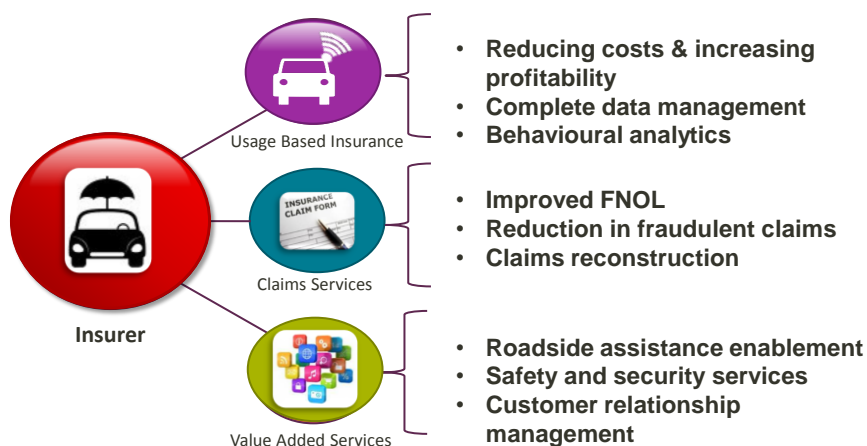 • Reducing costs & increasing
profitability
• Complete data management
• Behavioural analytics
Usage Based Insurance
INSURANCE
CLAIM FORM
• Improved FNOL
• Reduction in fraudulent claims
• Claims reconstruction
Claims Services
Insurer
• Roadside assistance enablement
• Safety and security services
• Customer relationship
management
Value Added Services